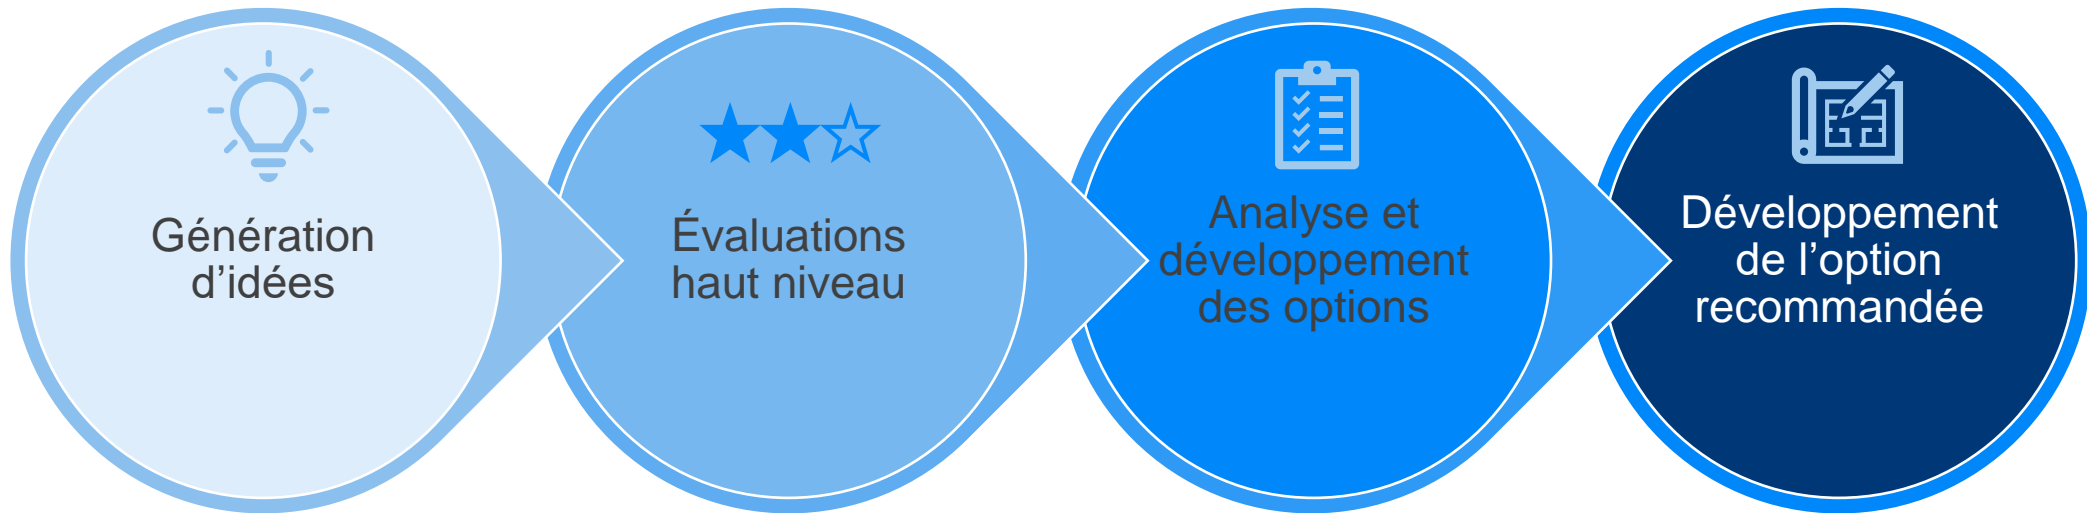 Génération
d’idées
Évaluations
haut niveau
Analyse et
développement
des options
Développement
de l’option
recommandée